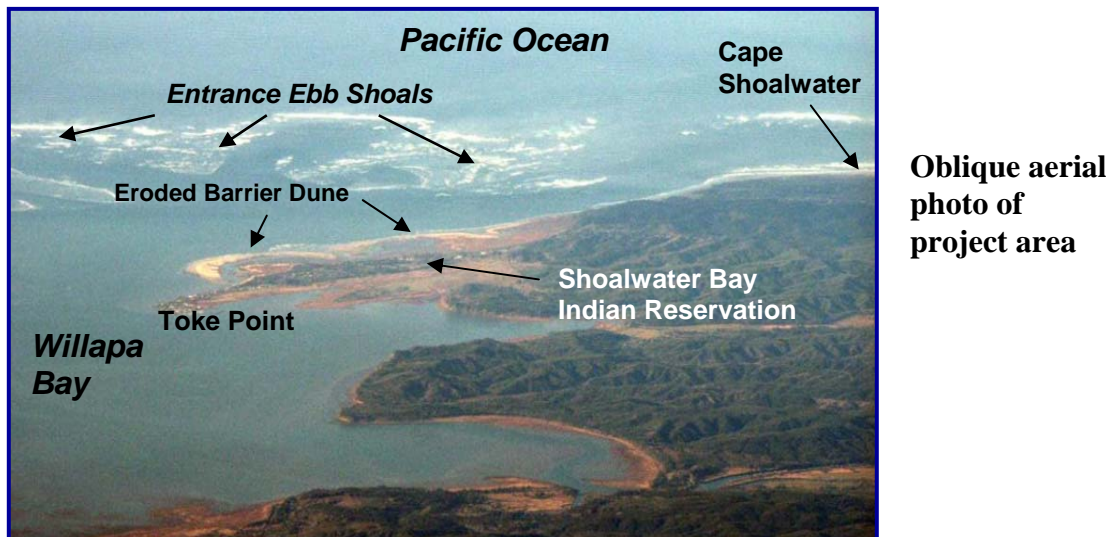 Pacific Ocean
Cape
Shoalwater
Entrance Ebb Shoals
Eroded Barrier Dune
Shoalwater Bay
Indian Reservation
Toke Point
Willapa
Bay
Oblique aerial
photo of
project area